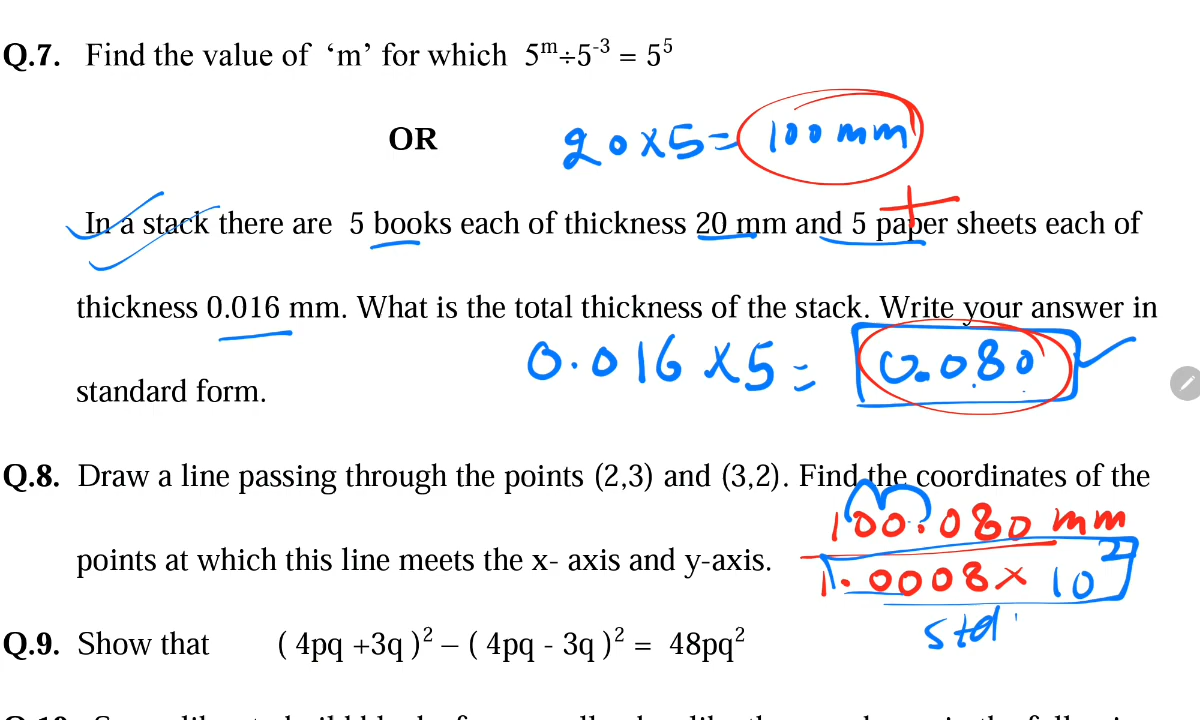 Q.7. Find the value of ‘m’ for which 5ᵐ÷5⁻³ = 5⁵
OR
20×5= 100 mm
In a stack there are 5 books each of thickness 20 mm and 5 paper sheets each of
thickness 0.016 mm. What is the total thickness of the stack. Write your answer in
0.016 ×5 = 0.080
standard form.
Q.8. Draw a line passing through the points (2,3) and (3,2). Find the coordinates of the
100.080 mm
points at which this line meets the x- axis and y-axis.
1.0008× 10²
std
Q.9. Show that ( 4pq +3q )² – ( 4pq - 3q )² = 48pq²